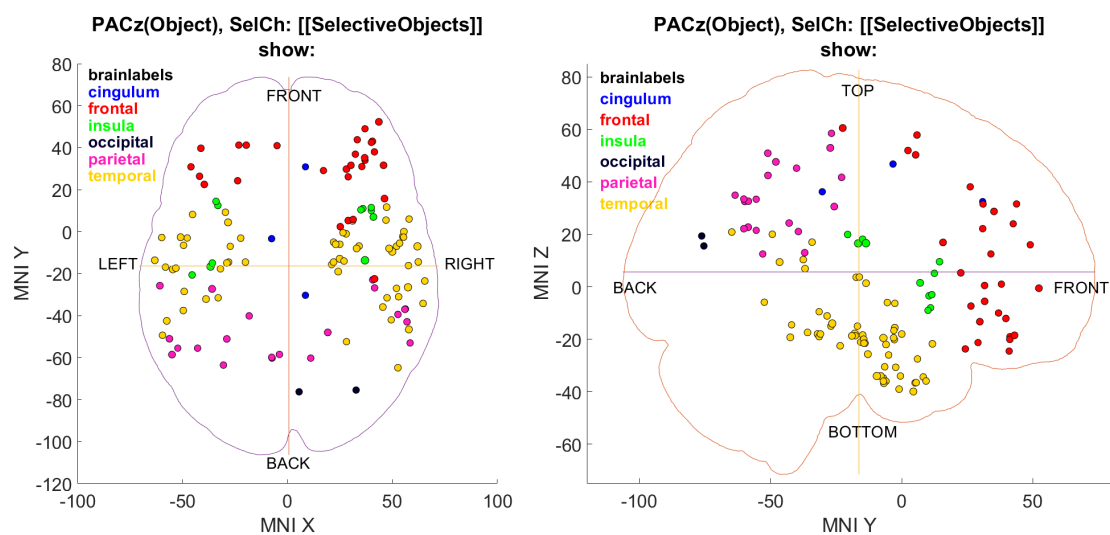 PACz(Object), SelCh: [[SelectiveObjects]]
show:
80
60
40
20
0
-20
-40
-60
-80
-100
-120
-100
-50
0
50
100
MNI Y
MNI X
brainlabels
cingulum
frontal
insula
occipital
parietal
temporal
FRONT
LEFT
RIGHT
BACK
PACz(Object), SelCh: [[SelectiveObjects]]
show:
80
60
40
20
0
-20
-40
-60
-50
0
50
MNI Z
MNI Y
brainlabels
cingulum
frontal
insula
occipital
parietal
temporal
TOP
BACK
FRONT
BOTTOM